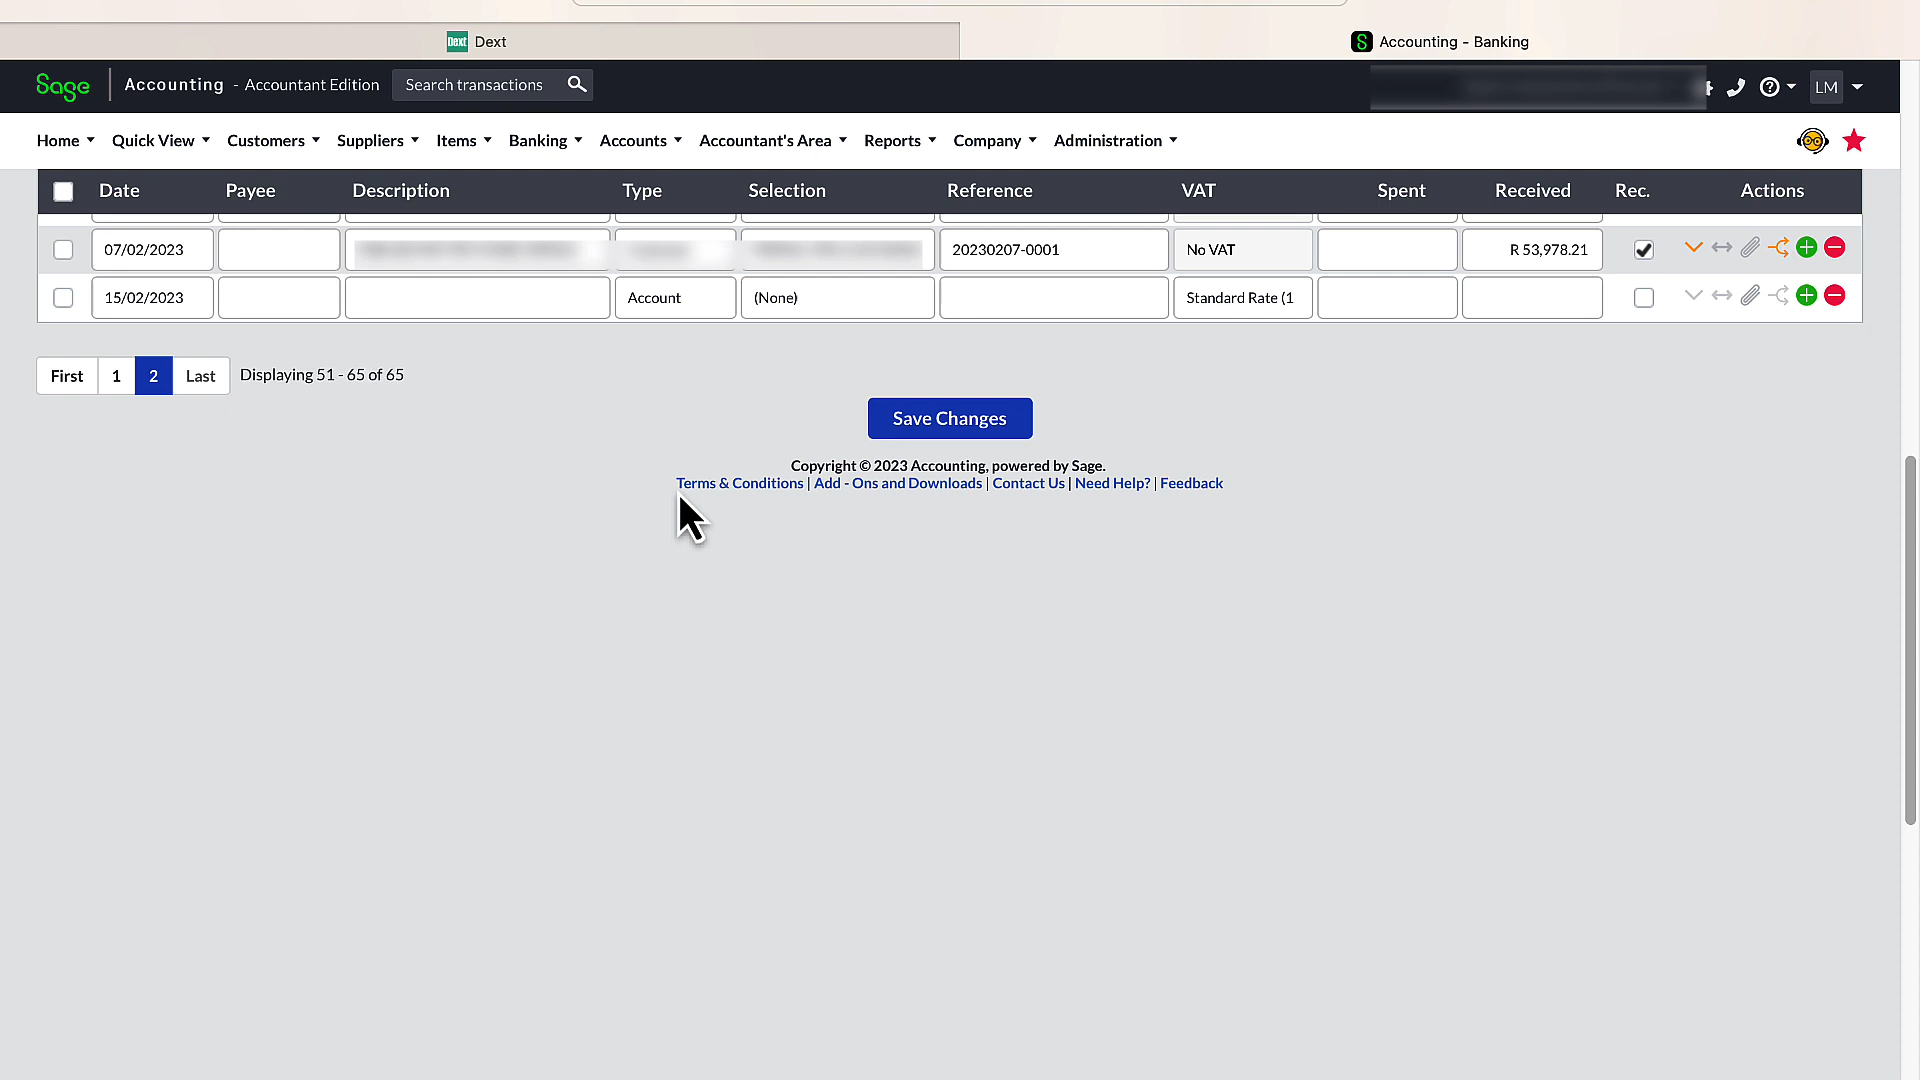 Dext Dext
S Accounting - Banking
Sage Accounting - Accountant Edition Search transactions LM
Home Quick View Customers Suppliers Items Banking Accounts Accountant's Area Reports Company Administration
Date Payee Description Type Selection Reference VAT Spent Received Rec. Actions
07/02/2023 20230207-0001 No VAT R 53,978.21
15/02/2023 Account (None) Standard Rate (1
First 1 2 Last Displaying 51 - 65 of 65
Save Changes
Copyright © 2023 Accounting, powered by Sage.
Terms & Conditions | Add - Ons and Downloads | Contact Us | Need Help? | Feedback